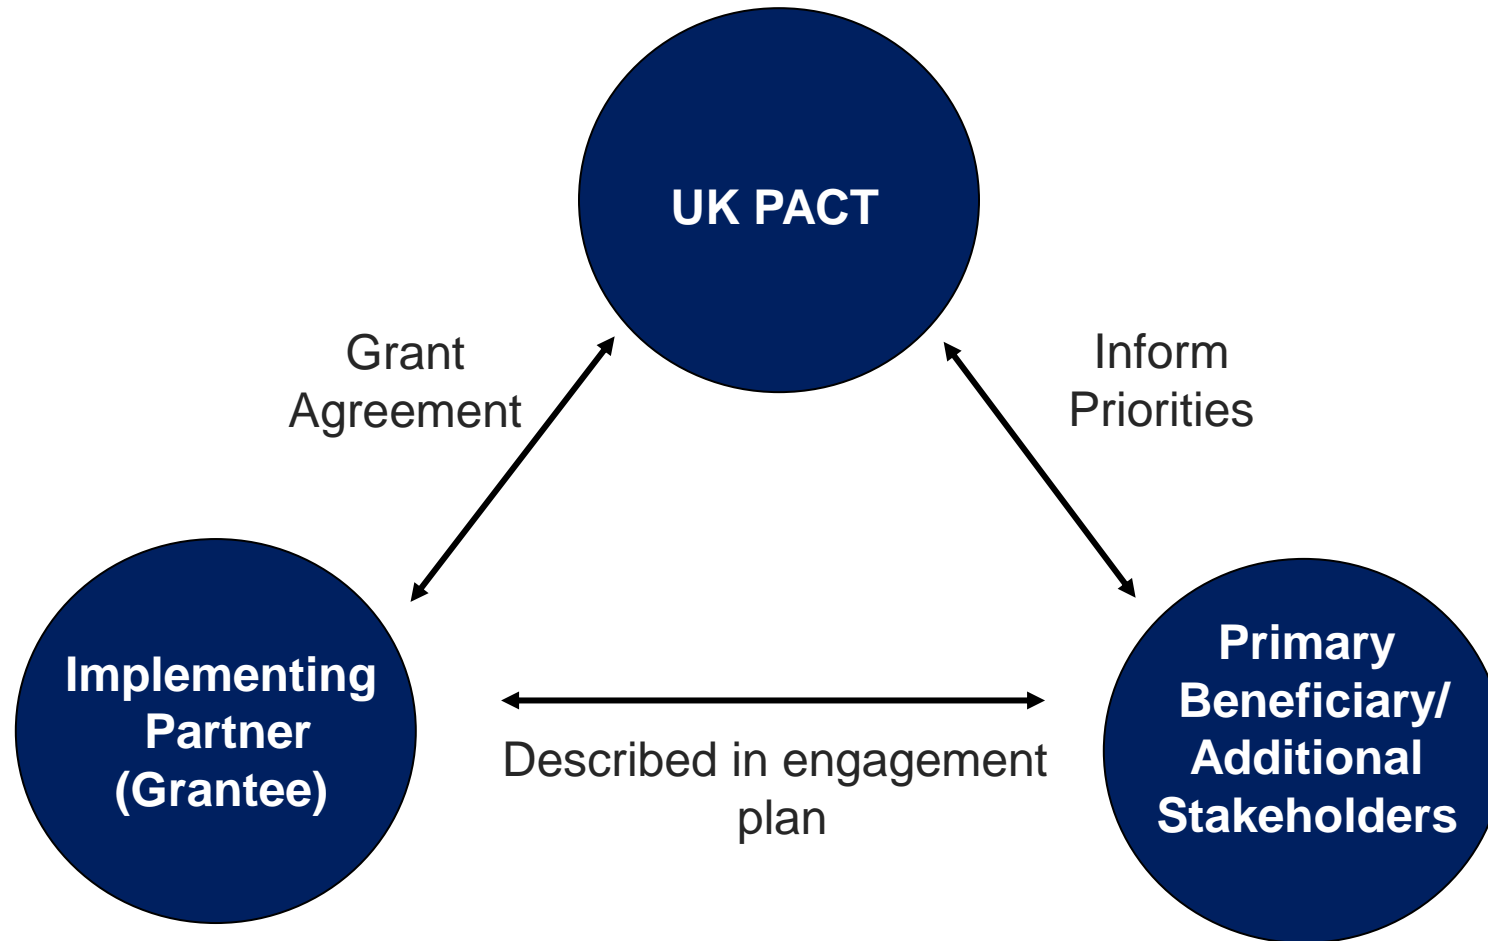 UK PACT
Grant
Agreement
Inform
Priorities
Implementing
Partner
(Grantee)
Described in engagement
plan
Primary
Beneficiary/
Additional
Stakeholders